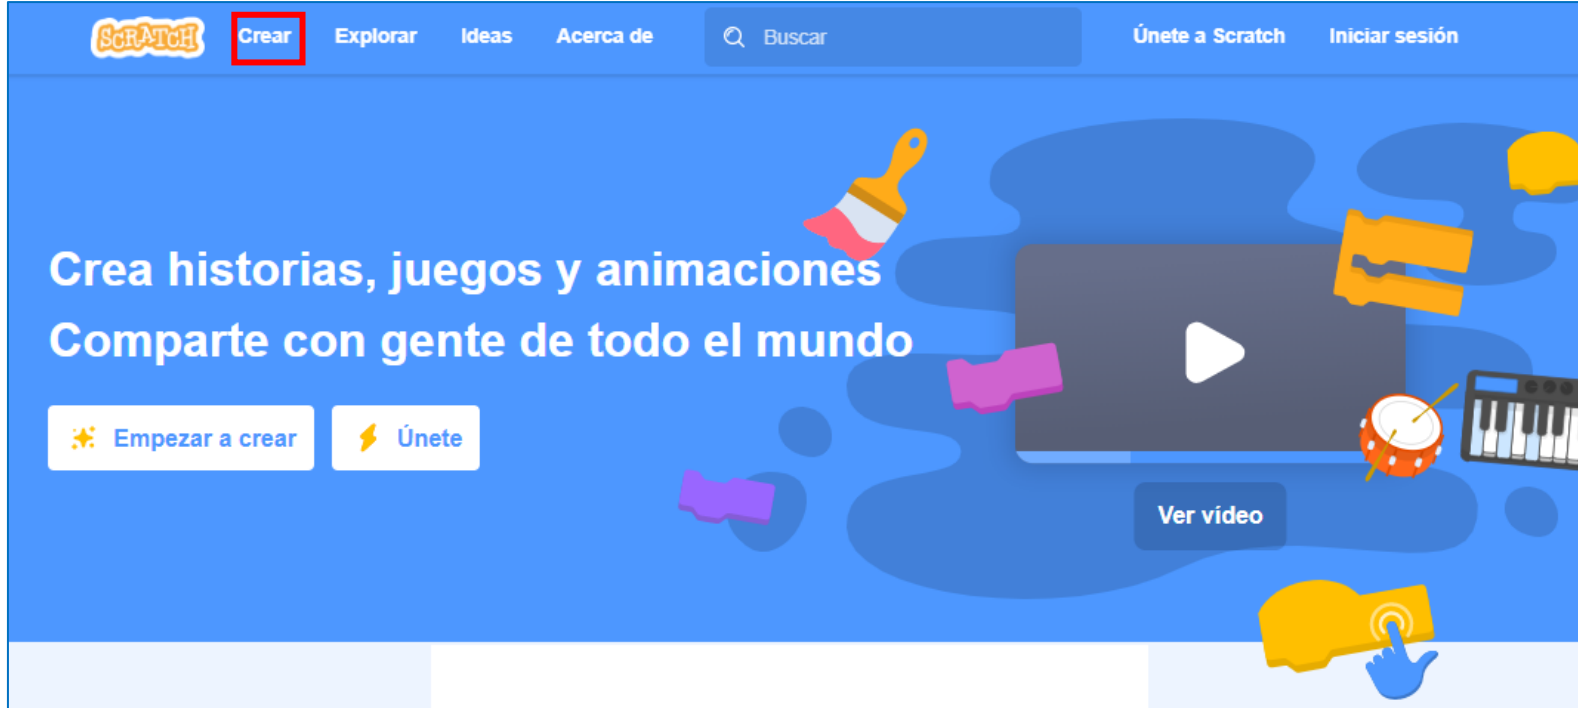 SCRATCH Crear Explorar Ideas Acerca de Buscar Únete a Scratch Iniciar sesión
Crea historias, juegos y animaciones
Comparte con gente de todo el mundo
Empezar a crear Únete
Ver vídeo